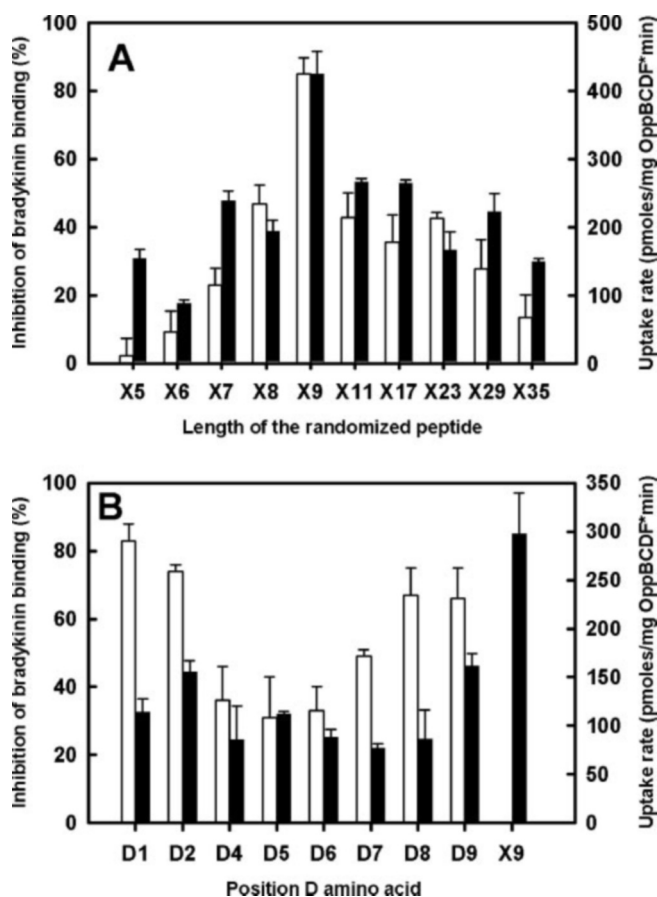 A
Inhibition of bradykinin binding (%)
100
80
60
40
20
0
500
400
300
200
100
0
Uptake rate (pmoles/mg OppBCDF*min)
X5 X6 X7 X8 X9 X11 X17 X23 X29 X35
Length of the randomized peptide
B
Inhibition of bradykinin binding (%)
100
80
60
40
20
0
350
300
250
200
150
100
50
0
Uptake rate (pmoles/mg OppBCDF*min)
D1 D2 D4 D5 D6 D7 D8 D9 X9
Position D amino acid